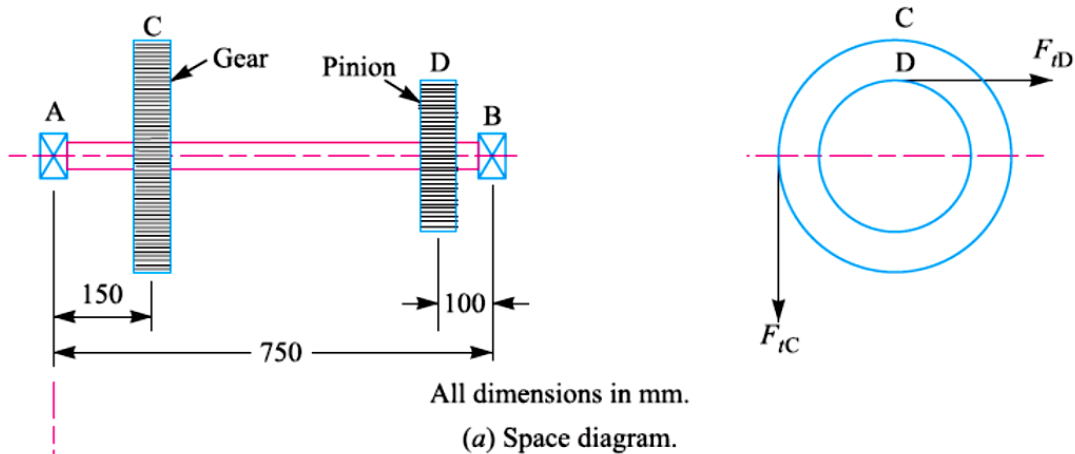 C
Gear
Pinion
D
A
B
150
100
750
C
D
FtD
FtC
All dimensions in mm.
(a) Space diagram.